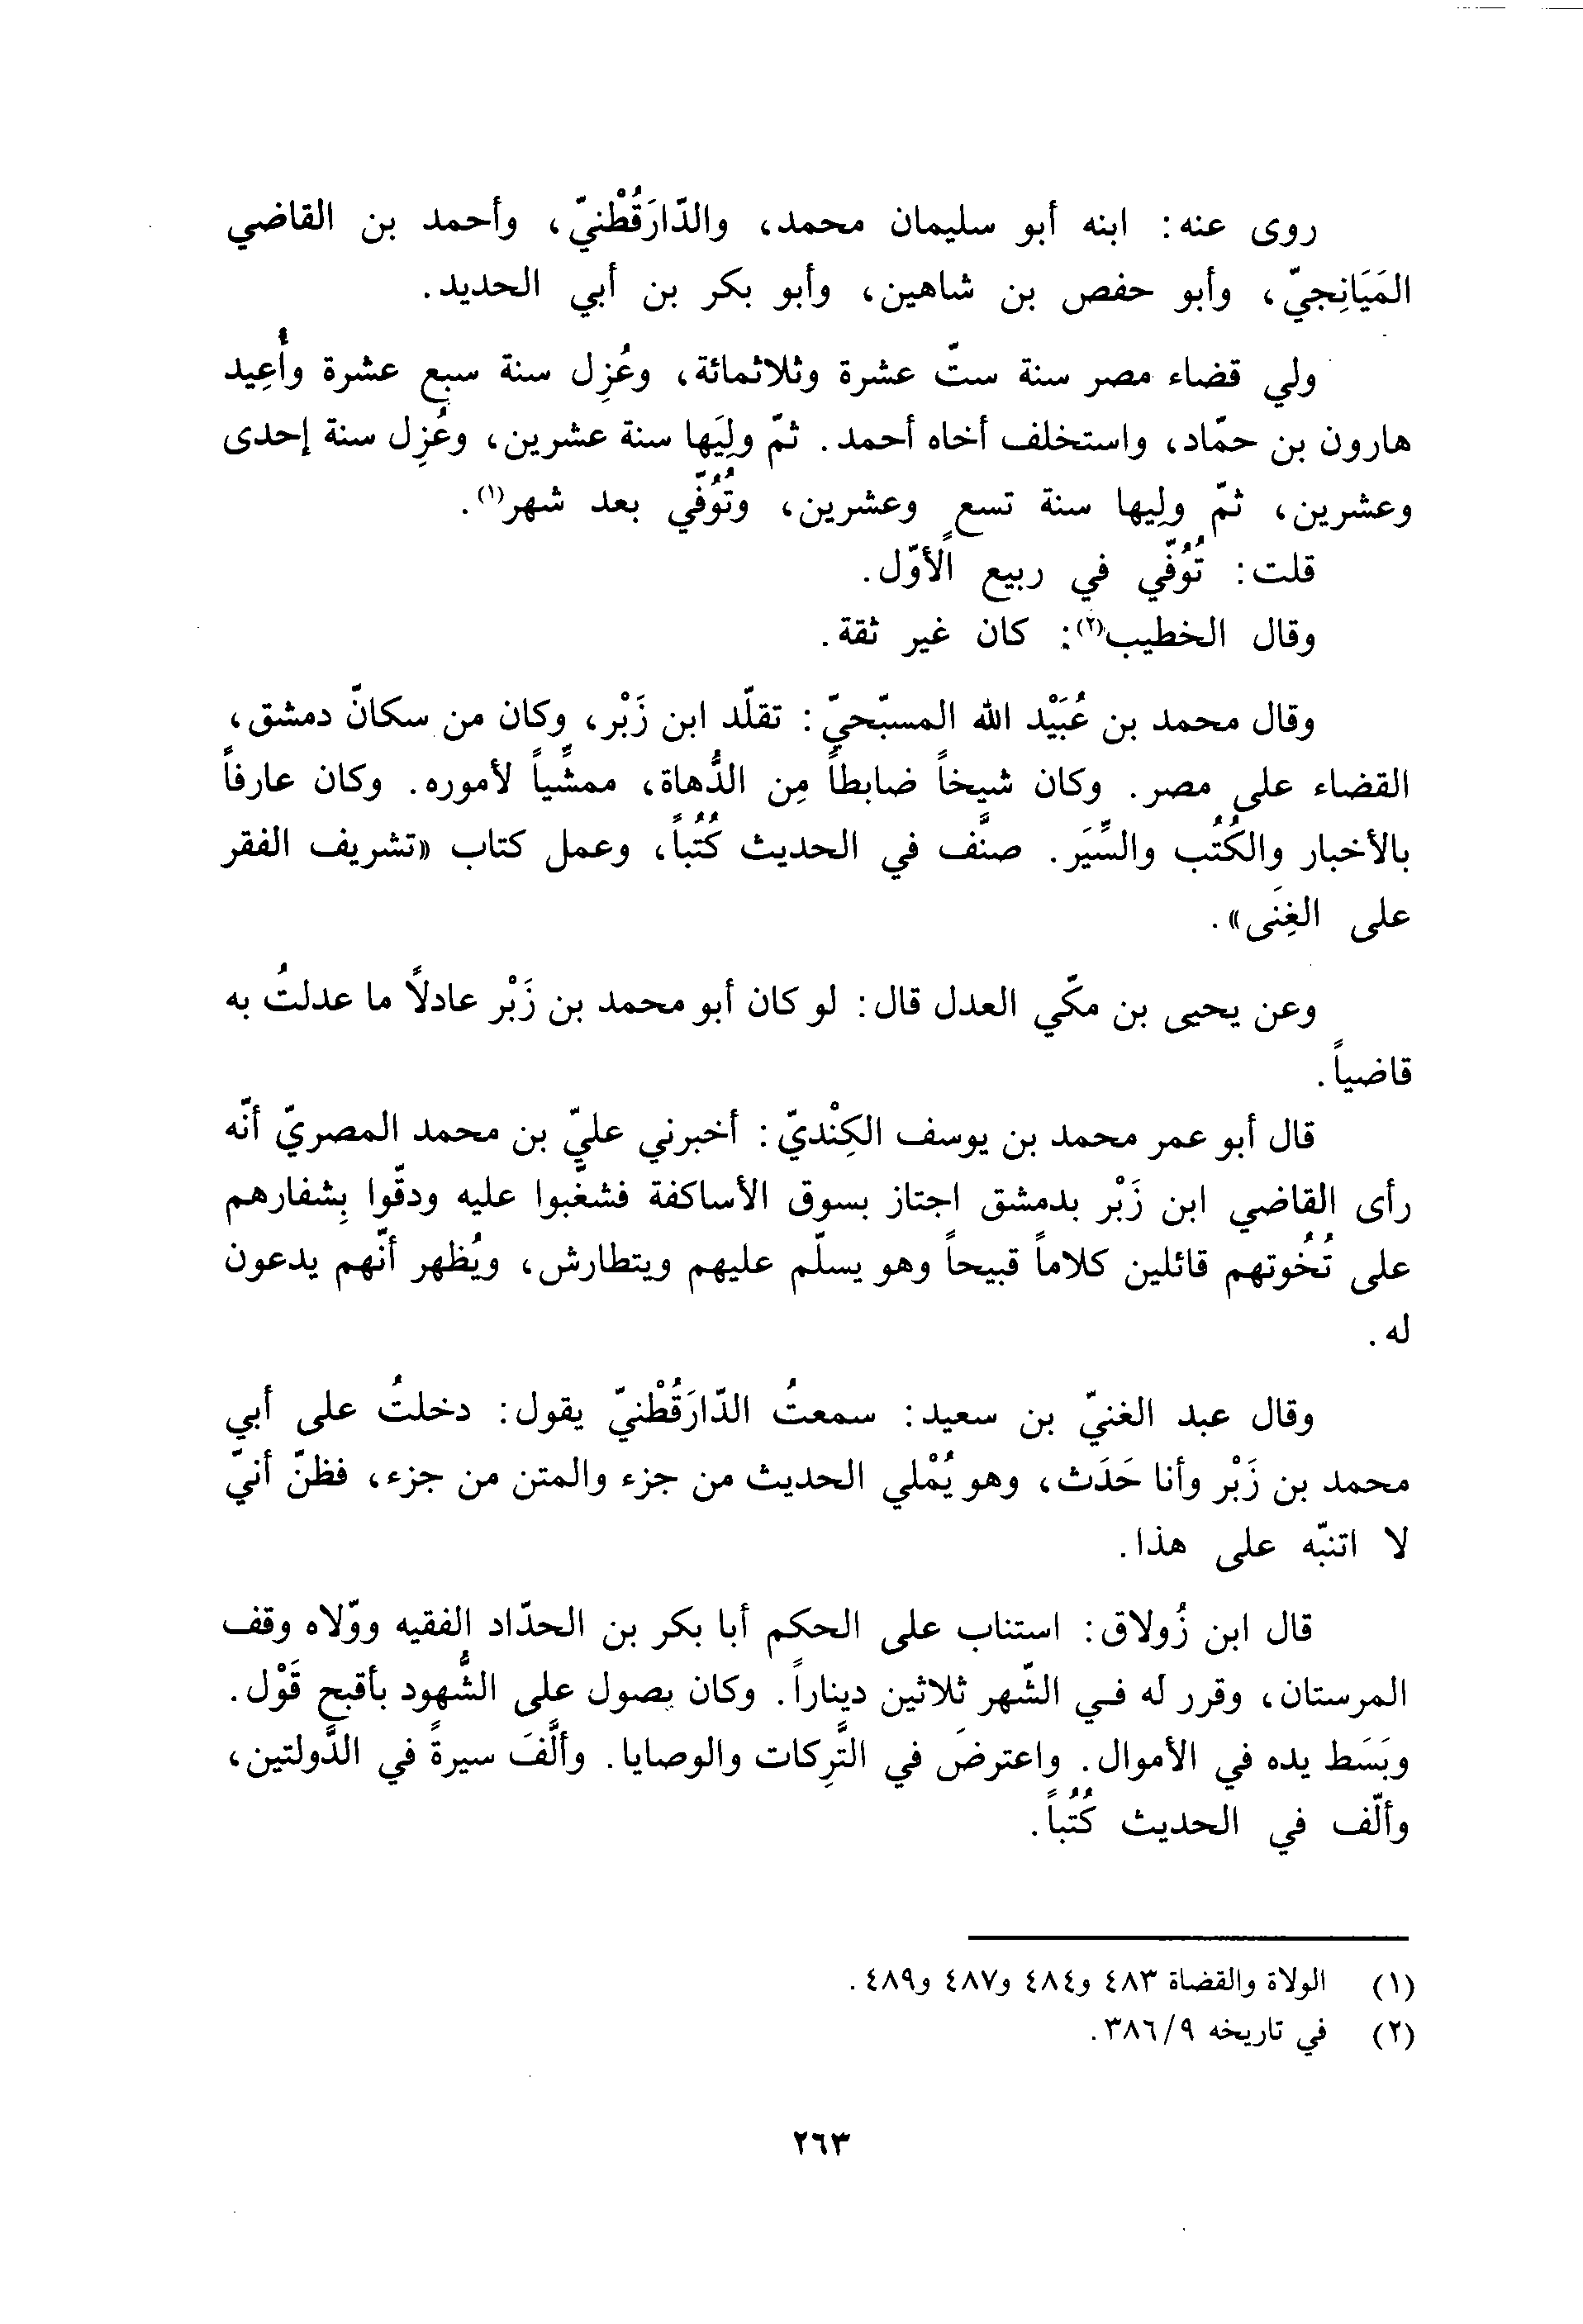 روى عنه: ابنه أبو سليمان محمد، والدّارَقُطْنيّ، وأحمد بن القاضي
المَيَانِجيّ، وأبو حفص بن شاهين، وأبو بكر بن أبي الحديد.
ولي قضاء مصر سنة ستّ عشرة وثلاثمائة، وعُزِل سنة سبع عشرة وأُعِيد
هارون بن حمّاد، واستخلف أخاه أحمد. ثمّ ولِيَها سنة عشرين، وعُزِل سنة إحدى
وعشرين، ثمّ ولِيها سنة تسع وعشرين، وتُوُفّي بعد شهر(١).
قلت: تُوُفّي في ربيع الأوّل.
وقال الخطيب(٢): كان غير ثقة.
وقال محمد بن عُبَيْد الله المسبّحيّ: تقلّد ابن زَبْر، وكان من سكانّ دمشق،
القضاء على مصر. وكان شيخاً ضابطاً مِن الدُّهاة، ممشِّياً لأموره. وكان عارفاً
بالأخبار والكُتُب والسِّيَر. صنَّف في الحديث كُتُباً، وعمل كتاب «تشريف الفقر
على الغِنَى».
وعن يحيى بن مكّي العدل قال: لو كان أبو محمد بن زَبْر عادلاً ما عدلتُ به
قاضياً.
قال أبو عمر محمد بن يوسف الكِنْديّ: أخبرني عليّ بن محمد المصريّ أنّه
رأى القاضي ابن زَبْر بدمشق اجتاز بسوق الأساكفة فشغّبوا عليه ودقّوا بِشفارهم
على تُخُوتهم قائلين كلاماً قبيحاً وهو يسلّم عليهم ويتطارش، ويُظهر أنّهم يدعون
له.
وقال عبد الغنيّ بن سعيد: سمعتُ الدّارَقُطْنيّ يقول: دخلتُ على أبي
محمد بن زَبْر وأنا حَدَث، وهو يُمْلي الحديث من جزء والمتن من جزء، فظنّ أنيّ
لا اتنبّه على هذا.
قال ابن زُولاق: استناب على الحكم أبا بكر بن الحدّاد الفقيه وولّاه وقف
المرستان، وقرر له في الشّهر ثلاثين ديناراً. وكان يصول على الشُّهود بأقبح قَوْل.
وبَسَط يده في الأموال. واعترضَ في التَّرِكات والوصايا. وألَّفَ سيرةً في الدَّولتين،
وألّف في الحديث كُتُباً.
(١) الولاة والقضاة ٤٨٣ و٤٨٤ و٤٨٧ و٤٨٩.
(٢) في تاريخه ٣٨٦/٩.
٢٦٣